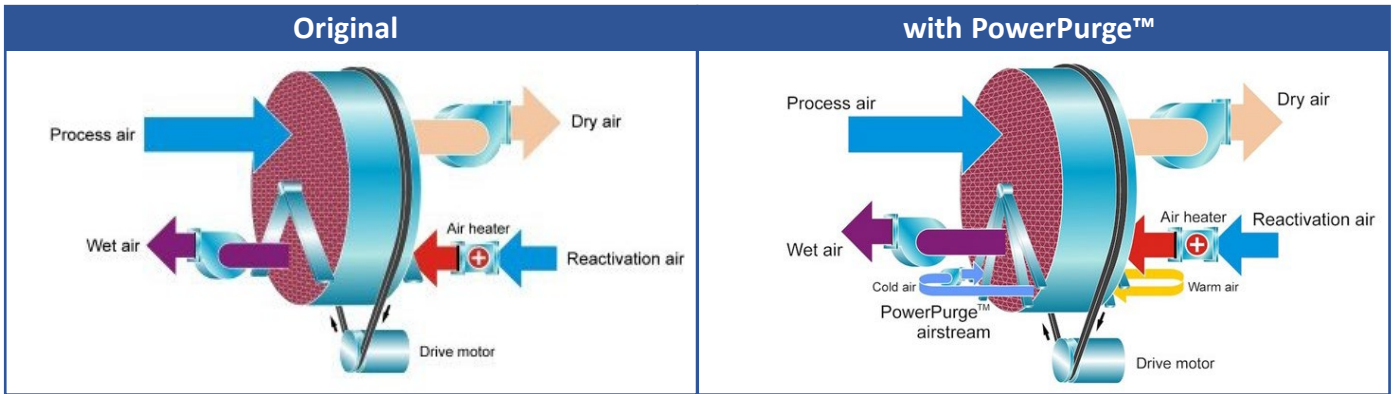 Original
with PowerPurge™
Process air
Dry air
Wet air
Air heater
Reactivation air
Drive motor
Process air
Dry air
Wet air
Air heater
Reactivation air
Cold air
Warm air
PowerPurge™
airstream
Drive motor